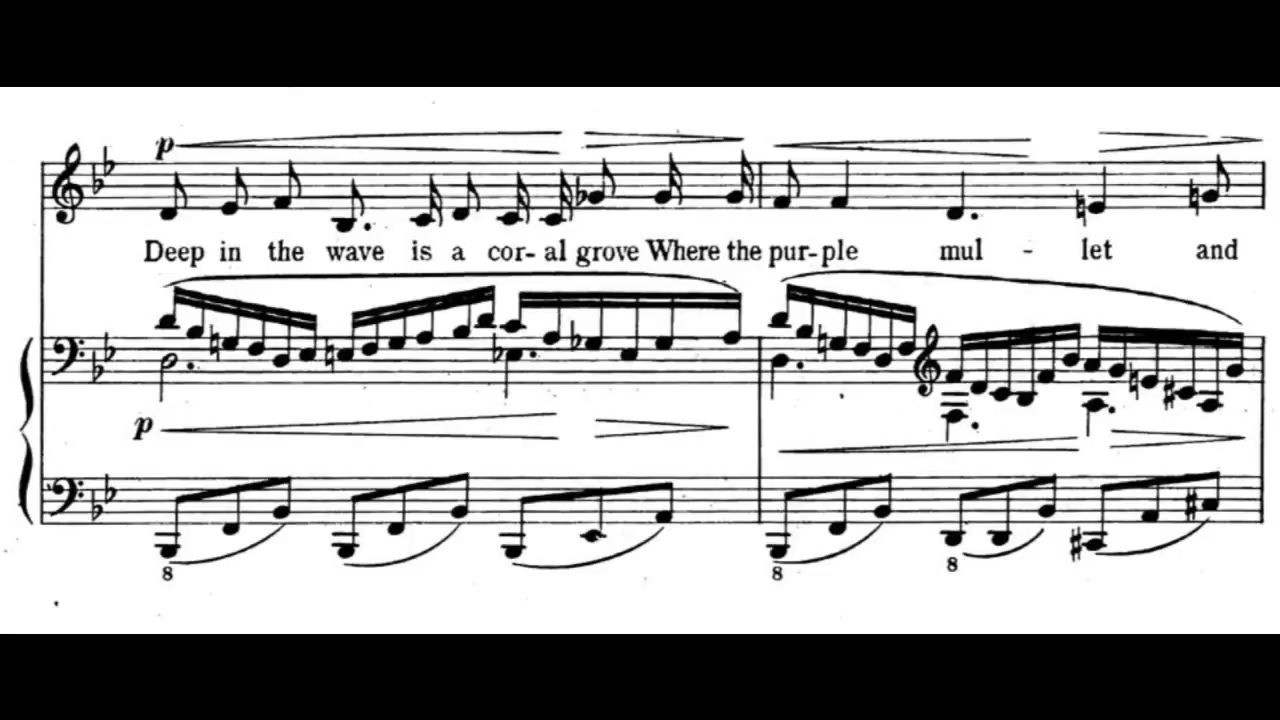 p
Deep in the wave is a cor- al grove Where the pur- ple mul - let and
p
8 8 8